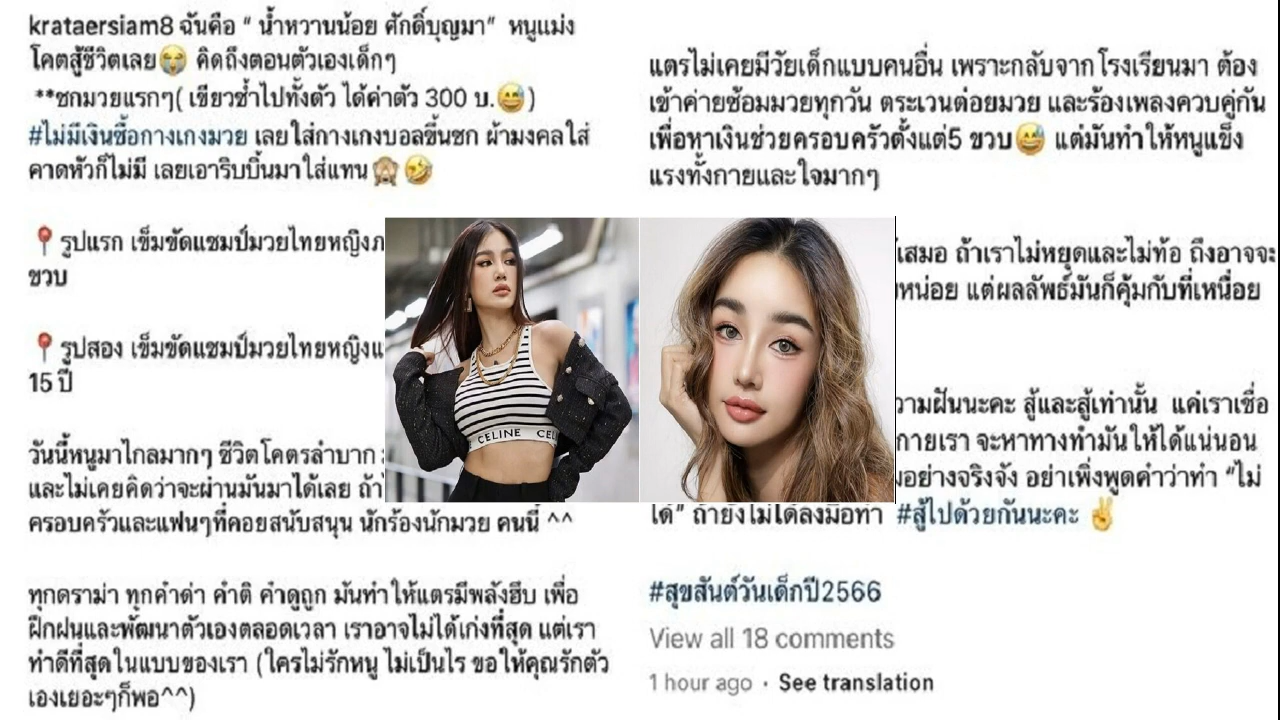 krataersiam8 ฉันคือ “ น้ำหวานน้อย ศักดิ์บุญมา” หนูแม่ง
โคตสู้ชีวิตเลย😭 คิดถึงตอนตัวเองเด็กๆ
**ชกมวยแรกๆ( เขียวช้ำไปทั้งตัว ได้ค่าตัว 300 บ.😅)
#ไม่มีเงินซื้อกางเกงมวย เลยใส่กางเกงบอลขึ้นชก ผ้ามงคลใส่
คาดหัวก็ไม่มี เลยเอาริบบิ้นมาใส่แทน🙈🤣
📍รูปแรก เข็มขัดแชมป์มวยไทยหญิง
ขวบ
📍รูปสอง เข็มขัดแชมป์มวยไทยหญิง
15 ปี
วันนี้หนูมาไกลมากๆ ชีวิตโคตรลำบาก
และไม่เคยคิดว่าจะผ่านมันมาได้เลย
ครอบครัวและแฟนๆที่คอยสนับสนุน นักร้องนักมวย คนนี้ ^^
ทุกดราม่า ทุกคำด่า คำติ คำดูถูก มันทำให้แตรมีพลังฮึบ เพื่อ
ฝึกฝนและพัฒนาตัวเองตลอดเวลา เราอาจไม่ได้เก่งที่สุด แต่เรา
ทำดีที่สุดในแบบของเรา (ใครไม่รักหนู ไม่เป็นไร ขอให้คุณรักตัว
เองเยอะๆก็พอ^^)
แตรไม่เคยมีวัยเด็กแบบคนอื่น เพราะกลับจากโรงเรียนมา ต้อง
เข้าค่ายซ้อมมวยทุกวัน ตระเวนต่อยมวย และร้องเพลงควบคู่กัน
เพื่อหาเงินช่วยครอบครัวตั้งแต่5 ขวบ😅 แต่มันทำให้หนูแข็ง
แรงทั้งกายและใจมากๆ
เสมอ ถ้าเราไม่หยุดและไม่ท้อ ถึงอาจจะ
หน่อย แต่ผลลัพธ์มันก็คุ้มกับที่เหนื่อย
วามฝันนะคะ สู้และสู้เท่านั้น แค่เราเชื่อ
กายเรา จะหาทางทำมันให้ได้แน่นอน
อย่างจริงจัง อย่าเพิ่งพูดคำว่าทำ “ไม่
ได้” ถ้ายังไม่ได้ลงมือทำ #สู้ไปด้วยกันนะคะ ✌️
#สุขสันต์วันเด็กปี2566
View all 18 comments
1 hour ago · See translation
CELINE CEL